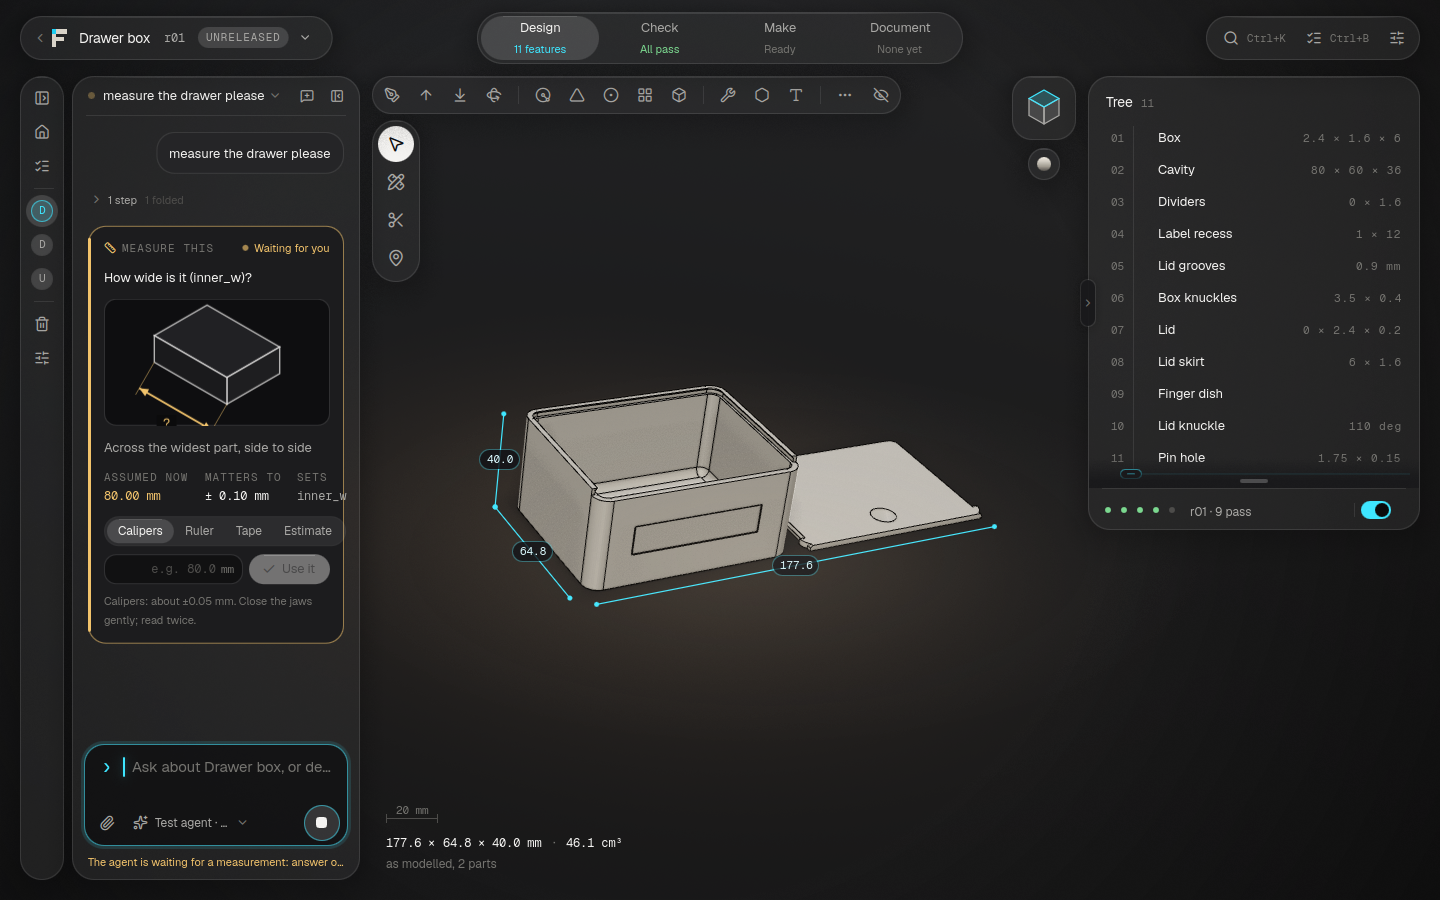 Drawer box r01 UNRELEASED
Design
11 features
Check
All pass
Make
Ready
Document
None yet
Ctrl+K
Ctrl+B
measure the drawer please
measure the drawer please
1 step 1 folded
MEASURE THIS
Waiting for you
How wide is it (inner_w)?
?
Across the widest part, side to side
ASSUMED NOW MATTERS TO SETS
80.00 mm ± 0.10 mm inner_w
Calipers Ruler Tape Estimate
e.g. 80.0 mm
Use it
Calipers: about ±0.05 mm. Close the jaws
gently; read twice.
Ask about Drawer box, or de…
Test agent · …
The agent is waiting for a measurement: answer o…
D
D
U
T
40.0
64.8
177.6
20 mm
177.6 × 64.8 × 40.0 mm · 46.1 cm³
as modelled, 2 parts
Tree 11
01 Box 2.4 × 1.6 × 6
02 Cavity 80 × 60 × 36
03 Dividers 0 × 1.6
04 Label recess 1 × 12
05 Lid grooves 0.9 mm
06 Box knuckles 3.5 × 0.4
07 Lid 0 × 2.4 × 0.2
08 Lid skirt 6 × 1.6
09 Finger dish
10 Lid knuckle 110 deg
11 Pin hole 1.75 × 0.15
r01 · 9 pass